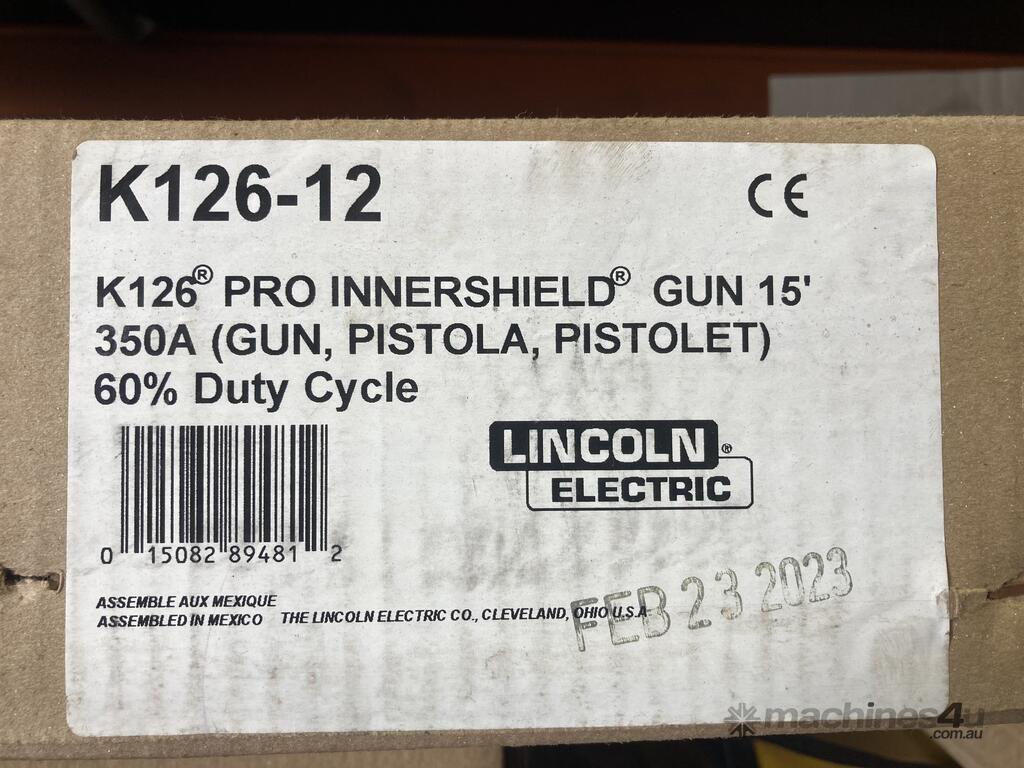 K126-12
CE
K126® PRO INNERSHIELD® GUN 15'
350A (GUN, PISTOLA, PISTOLET)
60% Duty Cycle
LINCOLN®
ELECTRIC
0 15082 89481 2
ASSEMBLE AUX MEXIQUE
ASSEMBLED IN MEXICO THE LINCOLN ELECTRIC CO., CLEVELAND, OHIO U.S.A
FEB 23 2023
machines4u
.com.au